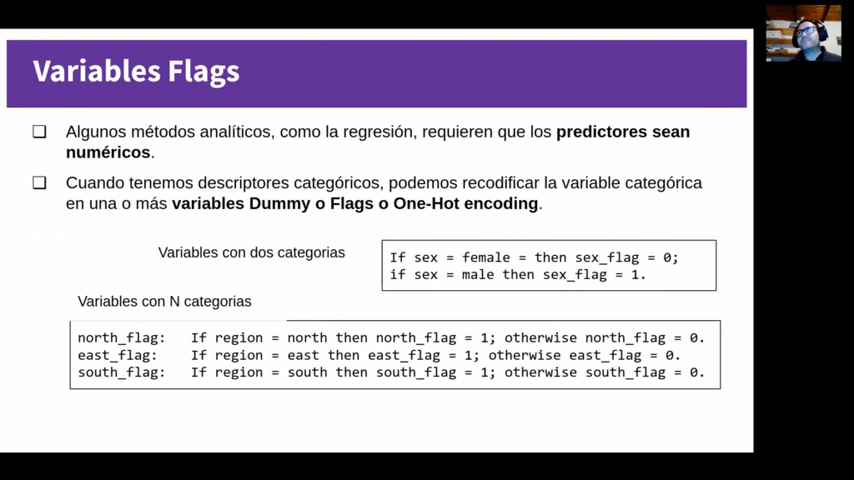 Variables Flags
❑ Algunos métodos analíticos, como la regresión, requieren que los predictores sean
numéricos.
❑ Cuando tenemos descriptores categóricos, podemos recodificar la variable categórica
en una o más variables Dummy o Flags o One-Hot encoding.
Variables con dos categorias
If sex = female = then sex_flag = 0;
if sex = male then sex_flag = 1.
Variables con N categorias
north_flag: If region = north then north_flag = 1; otherwise north_flag = 0.
east_flag: If region = east then east_flag = 1; otherwise east_flag = 0.
south_flag: If region = south then south_flag = 1; otherwise south_flag = 0.